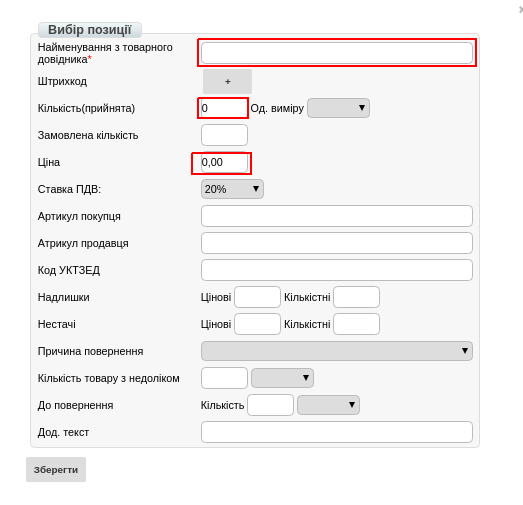 Вибір позиції
Найменування з товарного
довідника*
Штрихкод +
Кількість(прийнята) 0 Од. виміру
Замовлена кількість
Ціна 0,00
Ставка ПДВ: 20%
Артикул покупця
Атрикул продавця
Код УКТЗЕД
Надлишки Цінові Кількістні
Нестачі Цінові Кількістні
Причина повернення
Кількість товару з недоліком
До повернення Кількість
Дод. текст
Зберегти